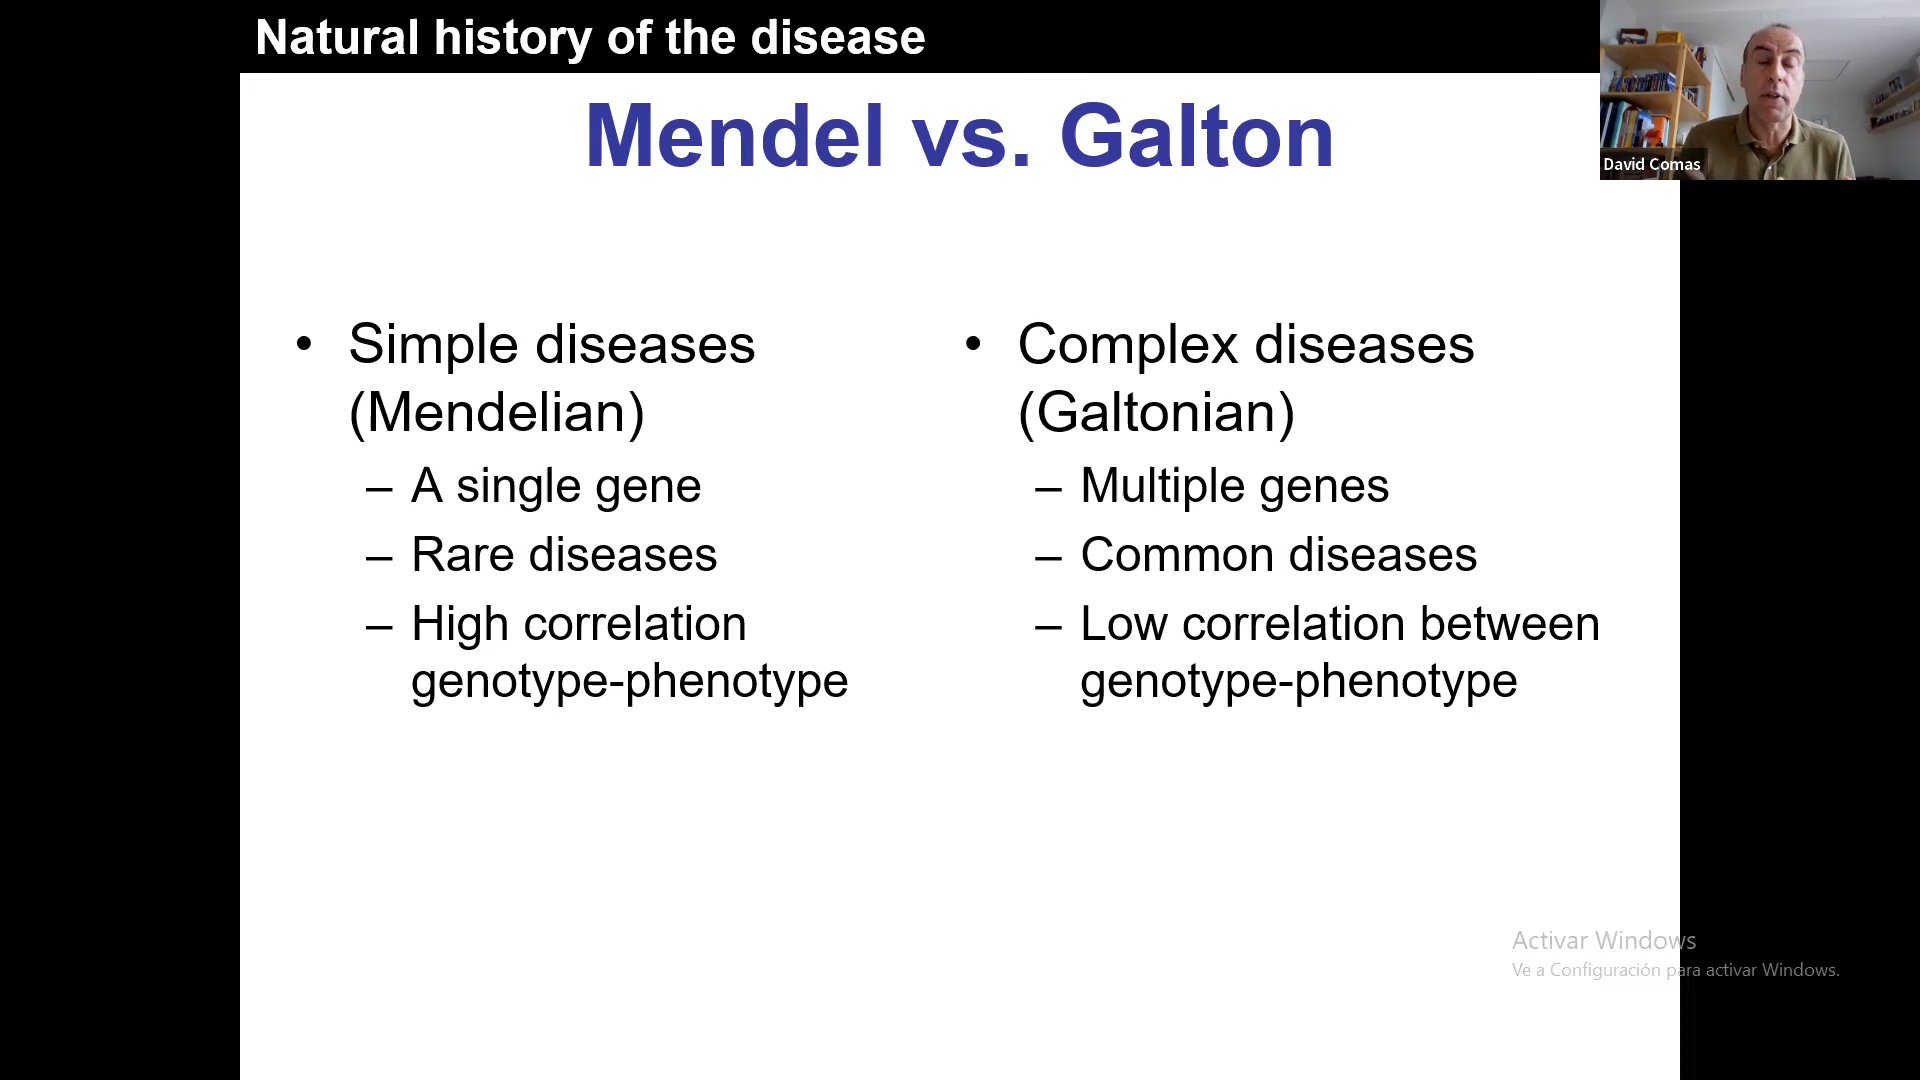 Natural history of the disease
Mendel vs. Galton
• Simple diseases
(Mendelian)
– A single gene
– Rare diseases
– High correlation
genotype-phenotype
• Complex diseases
(Galtonian)
– Multiple genes
– Common diseases
– Low correlation between
genotype-phenotype
David Comas
Activar Windows
Ve a Configuración para activar Windows.